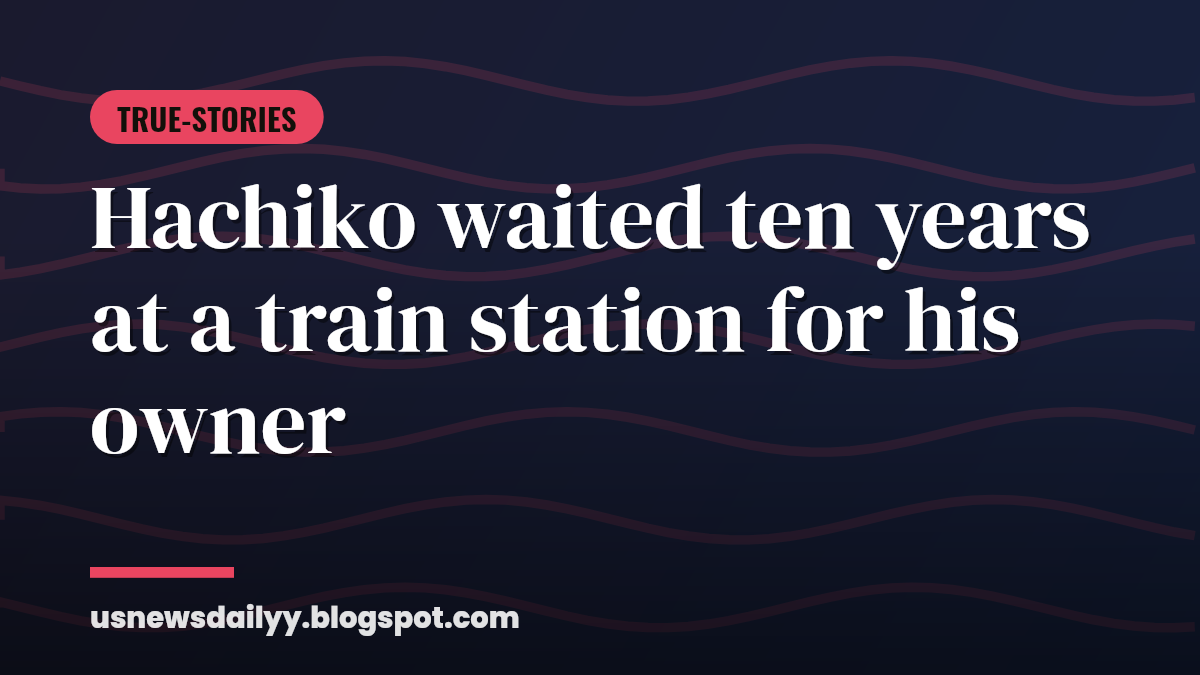 TRUE-STORIES
Hachiko waited ten years
at a train station for his
owner
usnewsdailyy.blogspot.com